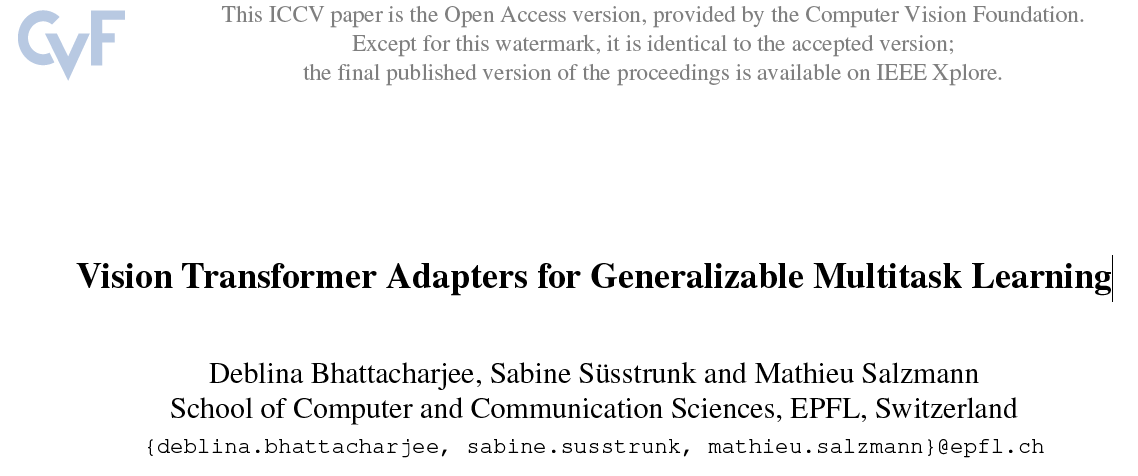 CVF
This ICCV paper is the Open Access version, provided by the Computer Vision Foundation.
Except for this watermark, it is identical to the accepted version;
the final published version of the proceedings is available on IEEE Xplore.
Vision Transformer Adapters for Generalizable Multitask Learning
Deblina Bhattacharjee, Sabine Süsstrunk and Mathieu Salzmann
School of Computer and Communication Sciences, EPFL, Switzerland
{deblina.bhattacharjee, sabine.susstrunk, mathieu.salzmann}@epfl.ch